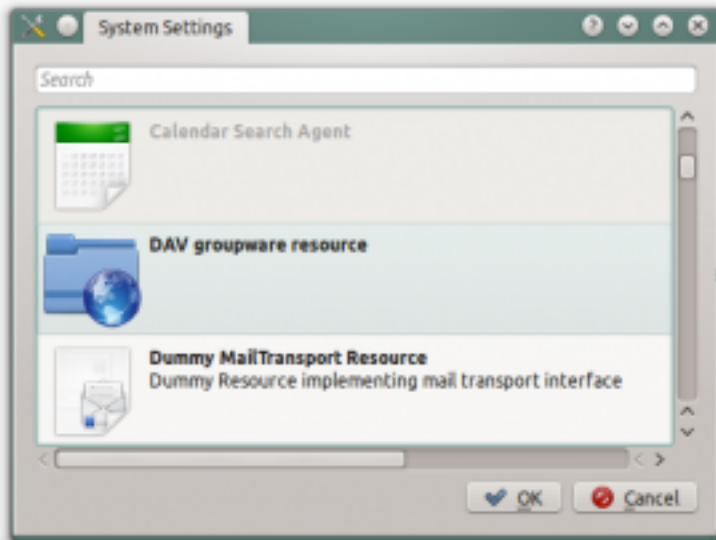 System Settings
Search
Calendar Search Agent
DAV groupware resource
Dummy MailTransport Resource
Dummy Resource implementing mail transport interface
OK
Cancel